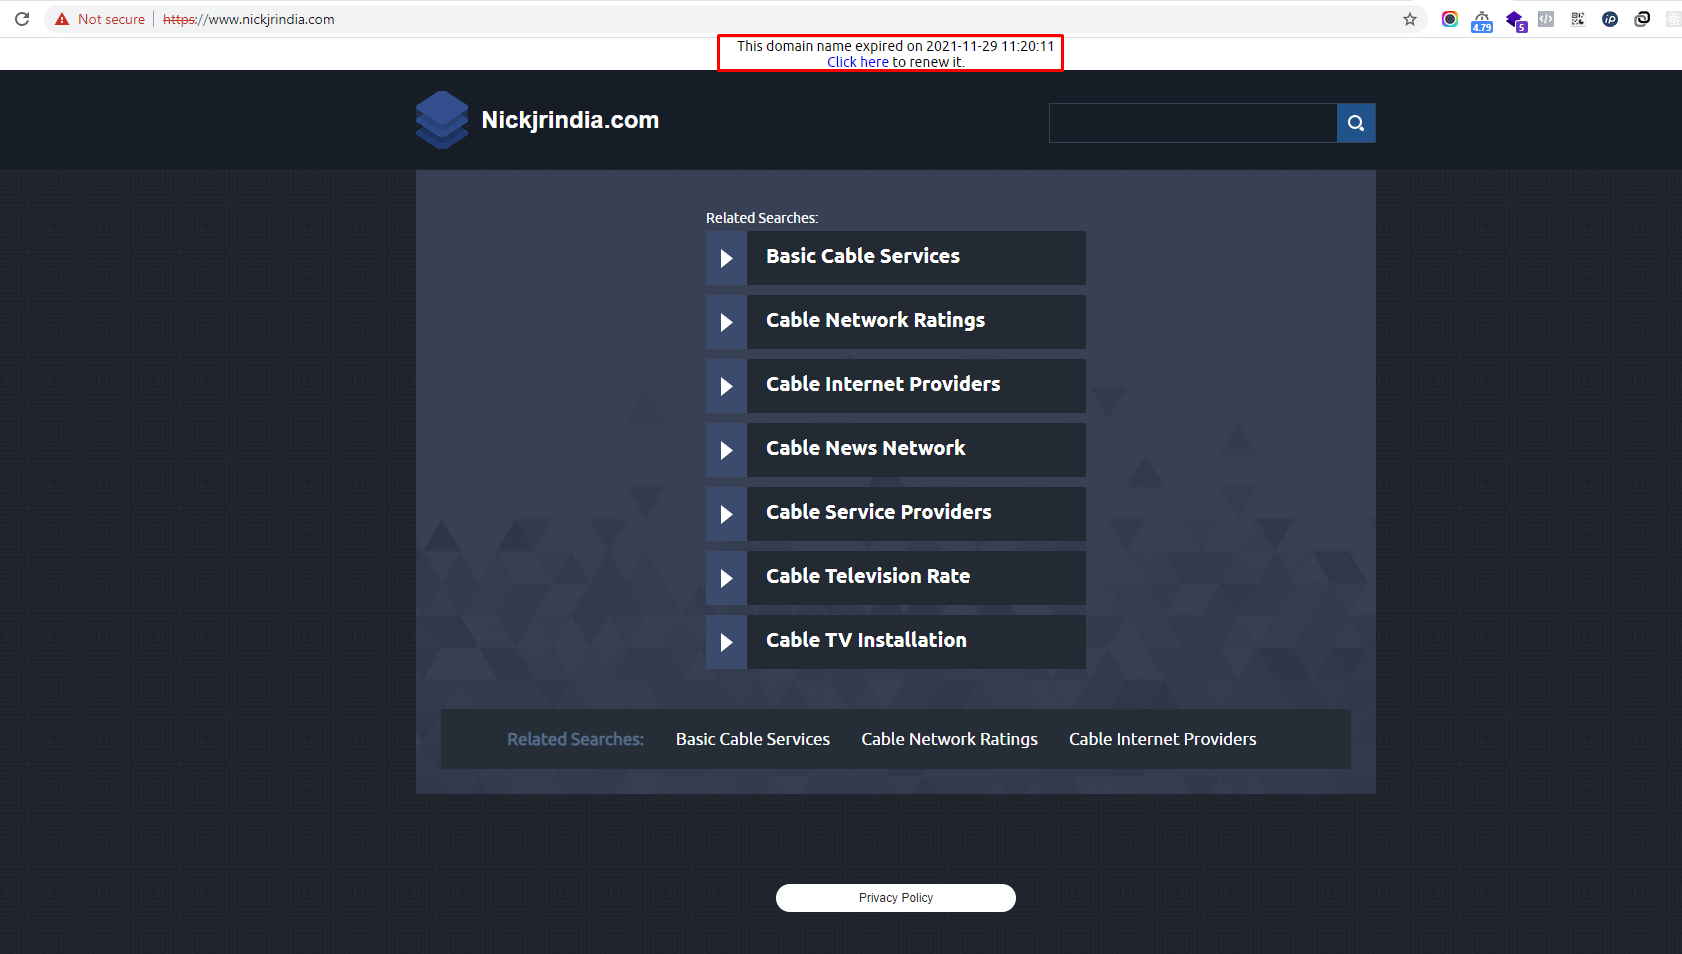 Not secure
https://www.nickjrindia.com
4.79
5
iP
This domain name expired on 2021-11-29 11:20:11
Click here to renew it.
Nickjrindia.com
Related Searches:
Basic Cable Services
Cable Network Ratings
Cable Internet Providers
Cable News Network
Cable Service Providers
Cable Television Rate
Cable TV Installation
Related Searches: Basic Cable Services Cable Network Ratings Cable Internet Providers
Privacy Policy